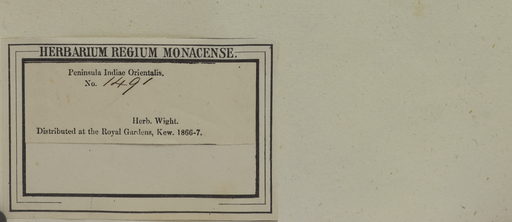 HERBARIUM REGIUM MONACENSE.
Peninsula Indiae Orientalis.
No. 1491
Herb. Wight.
Distributed at the Royal Gardens, Kew. 1866-7.